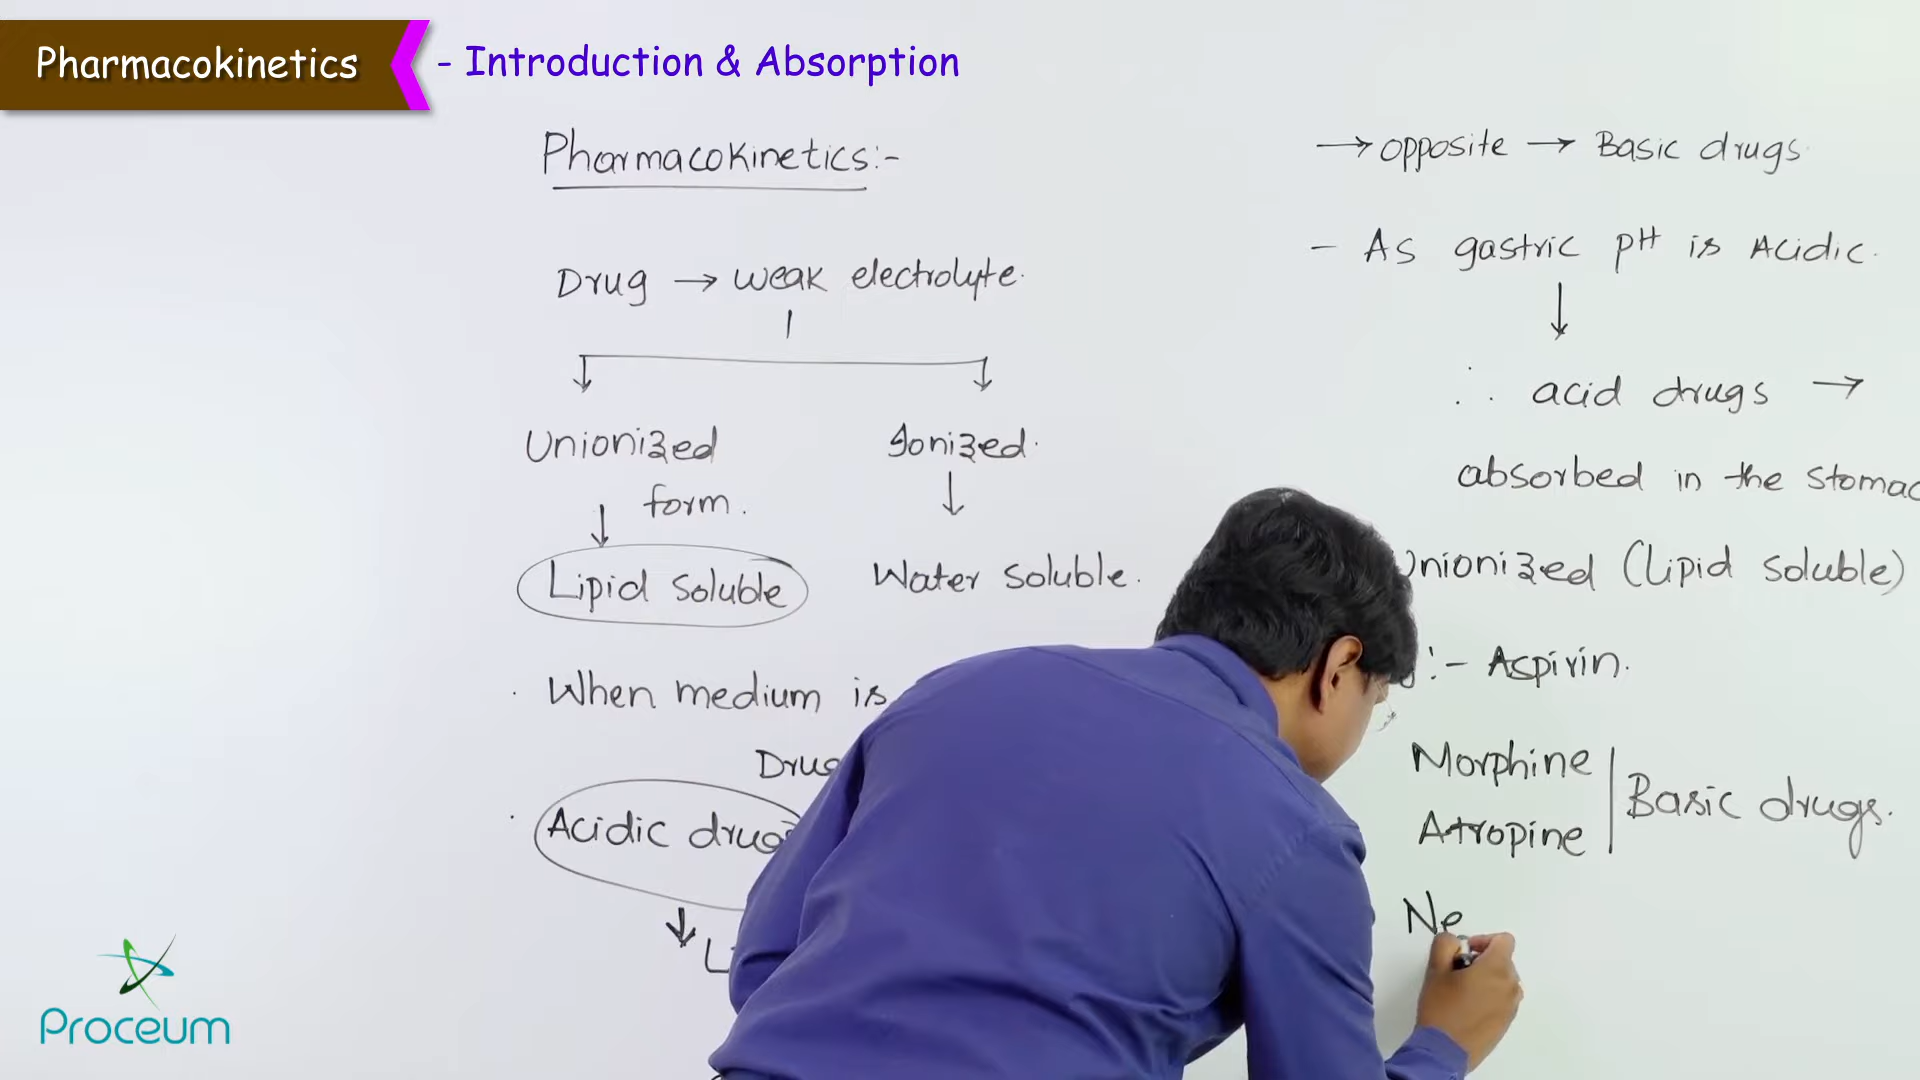 Pharmacokinetics
- Introduction & Absorption
Pharmacokinetics:-
Drug → weak electrolyte.
Unionized
form.
Ionized.
Lipid soluble
Water soluble.
. When medium is
Drug
. Acidic drugs
→ opposite → Basic drugs.
- As gastric pH is Acidic.
∴ acid drugs →
absorbed in the stomac
Unionized (lipid soluble)
:- Aspirin.
Morphine
Atropine
Basic drugs.
Ne
Proceum